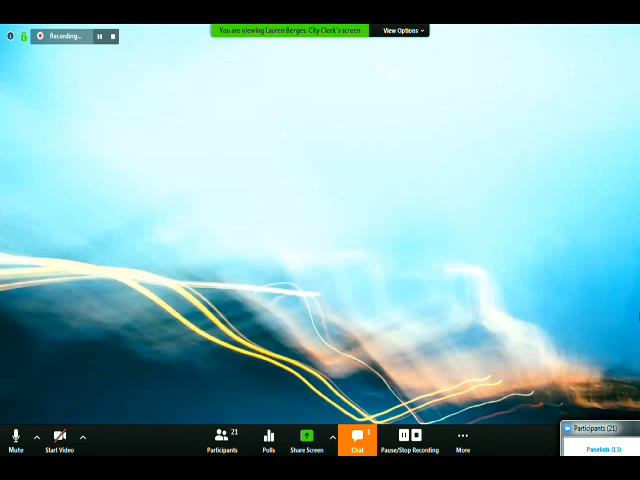 Recording...
You are viewing Lauren Berges, City Clerk's screen
View Options
Mute
Start Video
21
Participants
Polls
Share Screen
1
Chat
Pause/Stop Recording
More
Participants (21)
Panelists (13)